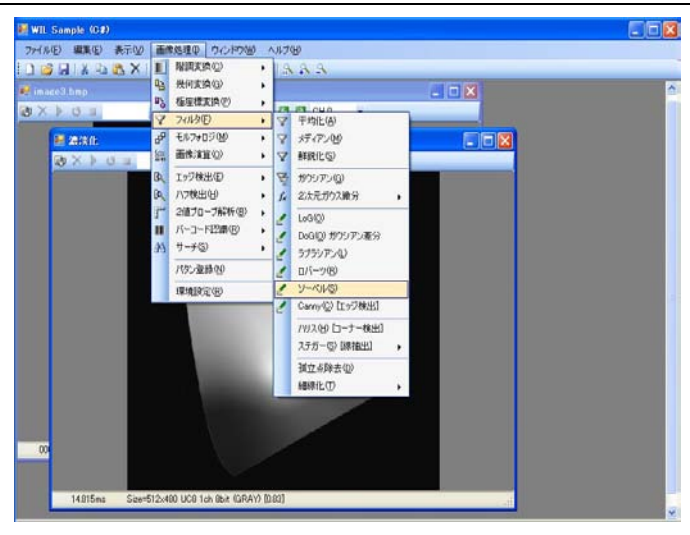 WIL Sample (C#)
ファイル(F) 編集(E) 表示(V) 画像処理(I) ウィンドウ(W) ヘルプ(H)
image3.bmp
濃淡化
階調変換(C)
幾何変換(G)
極座標変換(P)
フィルタ(F)
モルフォロジ(M)
画像演算(O)
エッジ検出(E)
ハフ検出(H)
2値ブローブ解析(B)
バーコード認識(R)
サーチ(S)
パタン登録(N)
環境設定(R)
平均化(A)
メディアン(M)
鮮鋭化(S)
ガウシアン(G)
2次元ガウス微分
LoG(O)
DoG(D) ガウシアン差分
ラプラシアン(L)
ロバーツ(R)
ソーベル(S)
Canny(C) [エッジ検出]
ハリス(H) [コーナー検出]
ステガー(S) [線抽出]
孤立点除去(D)
細線化(T)
14.815ms Size=512x480 UC8 1ch 8bit (GRAY) [0.83]